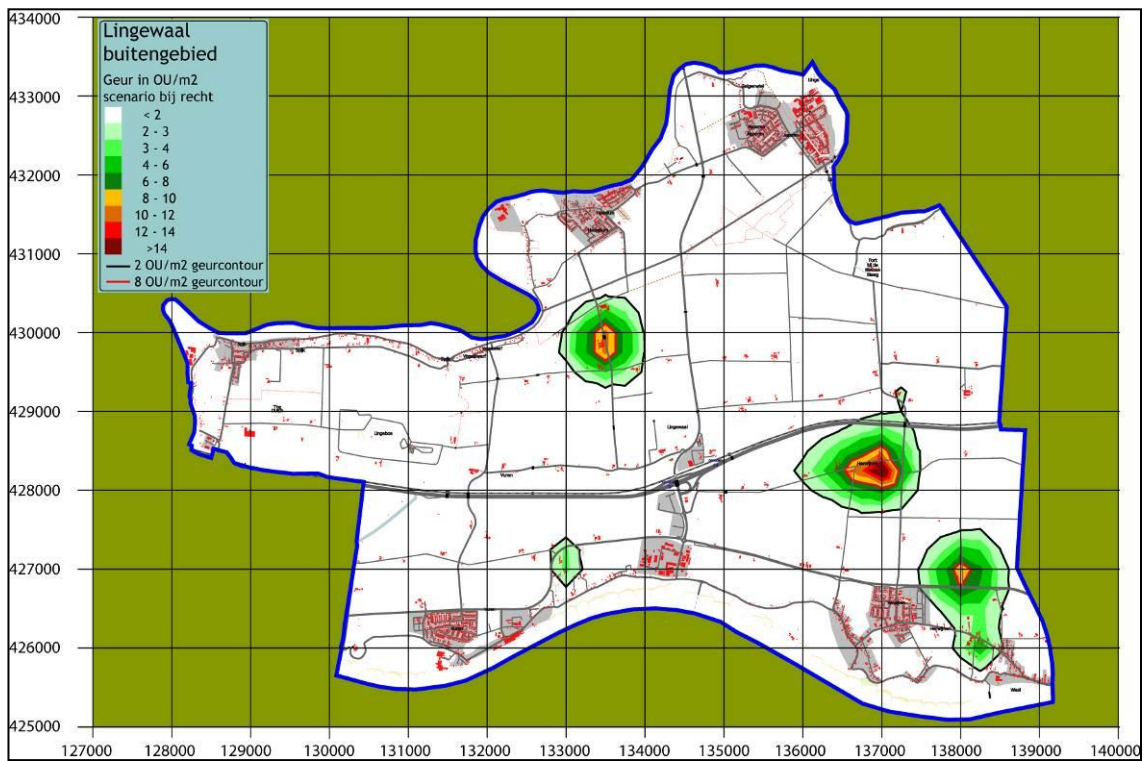 434000
433000
432000
431000
430000
429000
428000
427000
426000
425000
Lingewaal
buitengebied
Geur in OU/m2
scenario bij recht
< 2
2 - 3
3 - 4
4 - 6
6 - 8
8 - 10
10 - 12
12 - 14
>14
2 OU/m2 geurcontour
8 OU/m2 geurcontour
Linge
Lingebos
Lingewaal
Vuren
127000 128000 129000 130000 131000 132000 133000 134000 135000 136000 137000 138000 139000 140000